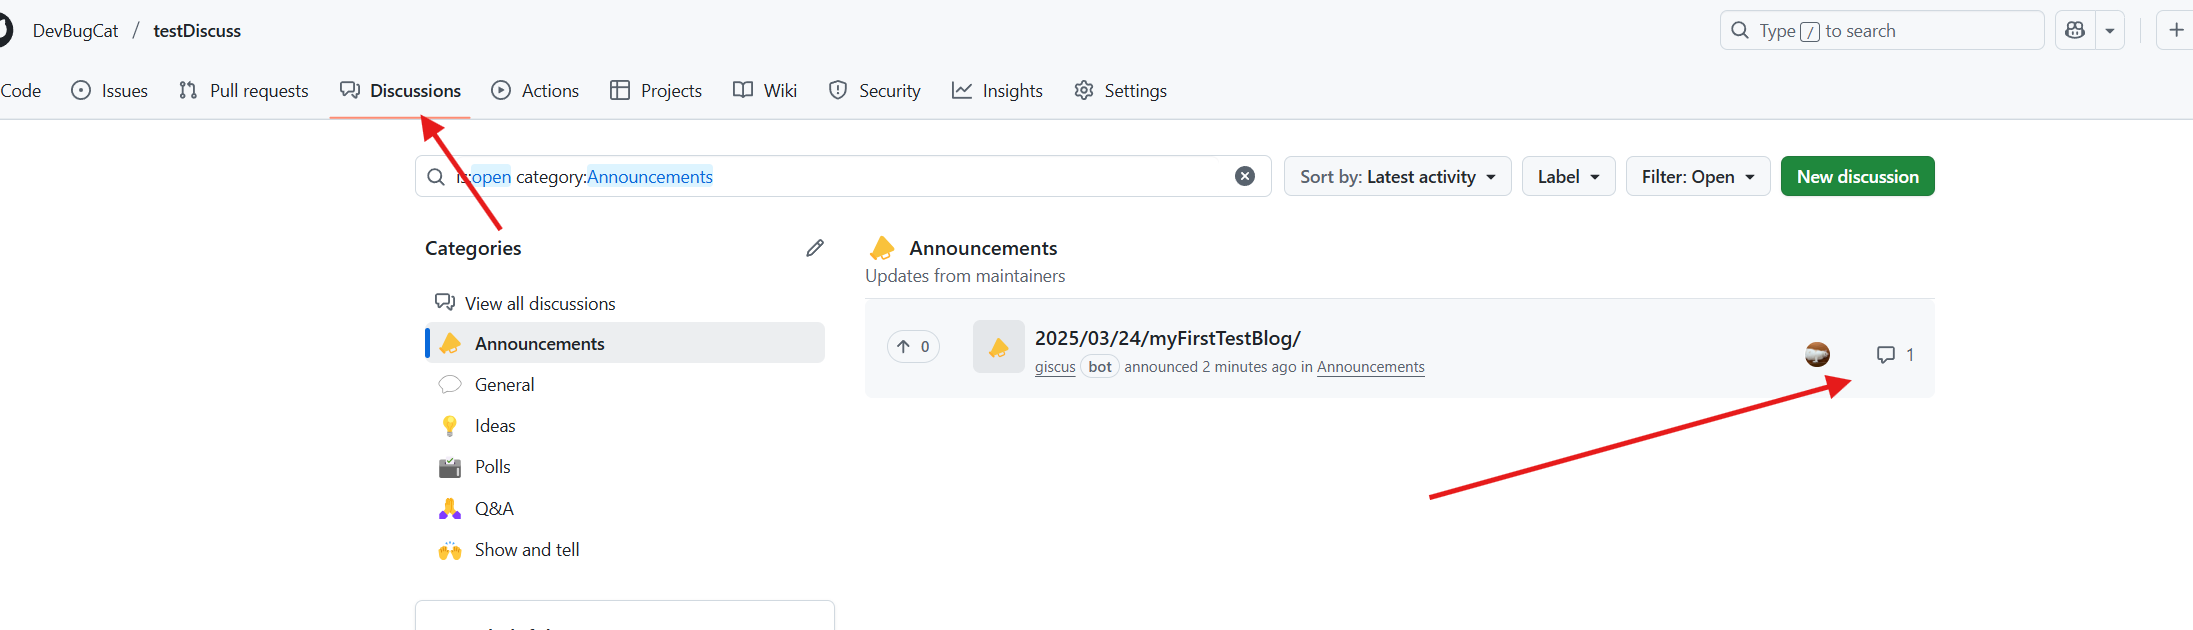 DevBugCat / testDiscuss
Type / to search
Code Issues Pull requests Discussions Actions Projects Wiki Security Insights Settings
is:open category:Announcements
Sort by: Latest activity
Label
Filter: Open
New discussion
Categories
View all discussions
Announcements
General
Ideas
Polls
Q&A
Show and tell
Announcements
Updates from maintainers
0
2025/03/24/myFirstTestBlog/
giscus bot announced 2 minutes ago in Announcements
1